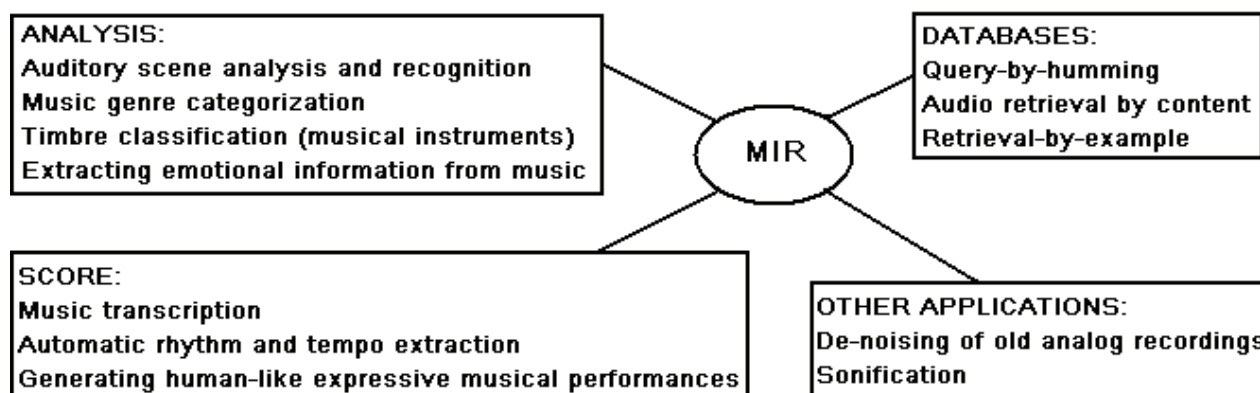 ANALYSIS:
Auditory scene analysis and recognition
Music genre categorization
Timbre classification (musical instruments)
Extracting emotional information from music
DATABASES:
Query-by-humming
Audio retrieval by content
Retrieval-by-example
MIR
SCORE:
Music transcription
Automatic rhythm and tempo extraction
Generating human-like expressive musical performances
OTHER APPLICATIONS:
De-noising of old analog recordings
Sonification